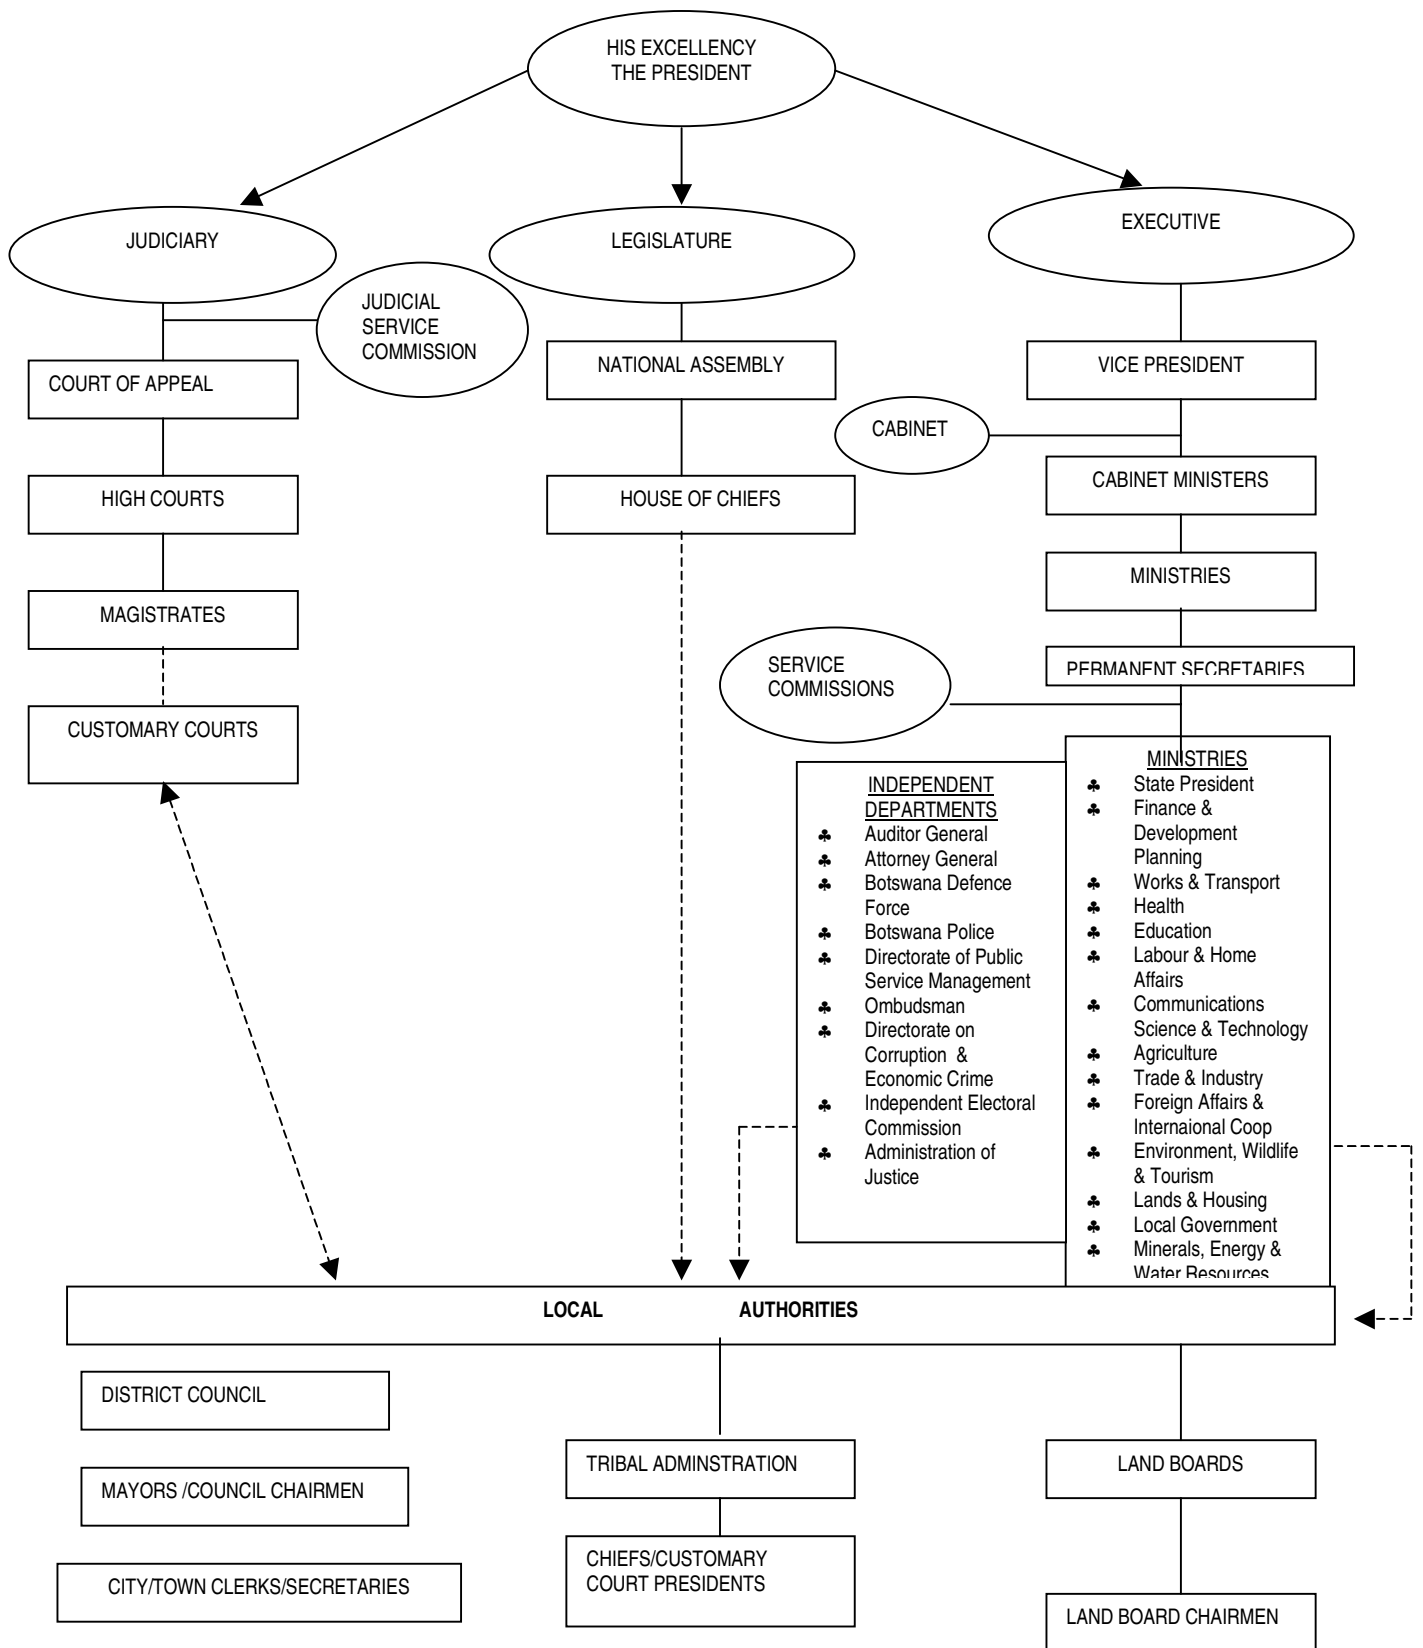 HIS EXCELLENCY
THE PRESIDENT
JUDICIARY
LEGISLATURE
EXECUTIVE
JUDICIAL
SERVICE
COMMISSION
COURT OF APPEAL
NATIONAL ASSEMBLY
VICE PRESIDENT
CABINET
HIGH COURTS
HOUSE OF CHIEFS
CABINET MINISTERS
MINISTRIES
MAGISTRATES
SERVICE
COMMISSIONS
PERMANENT SECRETARIES
CUSTOMARY COURTS
INDEPENDENT
DEPARTMENTS
♣ Auditor General
♣ Attorney General
♣ Botswana Defence
Force
♣ Botswana Police
♣ Directorate of Public
Service Management
♣ Ombudsman
♣ Directorate on
Corruption &
Economic Crime
♣ Independent Electoral
Commission
♣ Administration of
Justice
MINISTRIES
♣ State President
♣ Finance &
Development
Planning
♣ Works & Transport
♣ Health
♣ Education
♣ Labour & Home
Affairs
♣ Communications
Science & Technology
♣ Agriculture
♣ Trade & Industry
♣ Foreign Affairs &
Internaional Coop
♣ Environment, Wildlife
& Tourism
♣ Lands & Housing
♣ Local Government
♣ Minerals, Energy &
Water Resources
LOCAL AUTHORITIES
DISTRICT COUNCIL
MAYORS /COUNCIL CHAIRMEN
CITY/TOWN CLERKS/SECRETARIES
TRIBAL ADMINSTRATION
CHIEFS/CUSTOMARY
COURT PRESIDENTS
LAND BOARDS
LAND BOARD CHAIRMEN